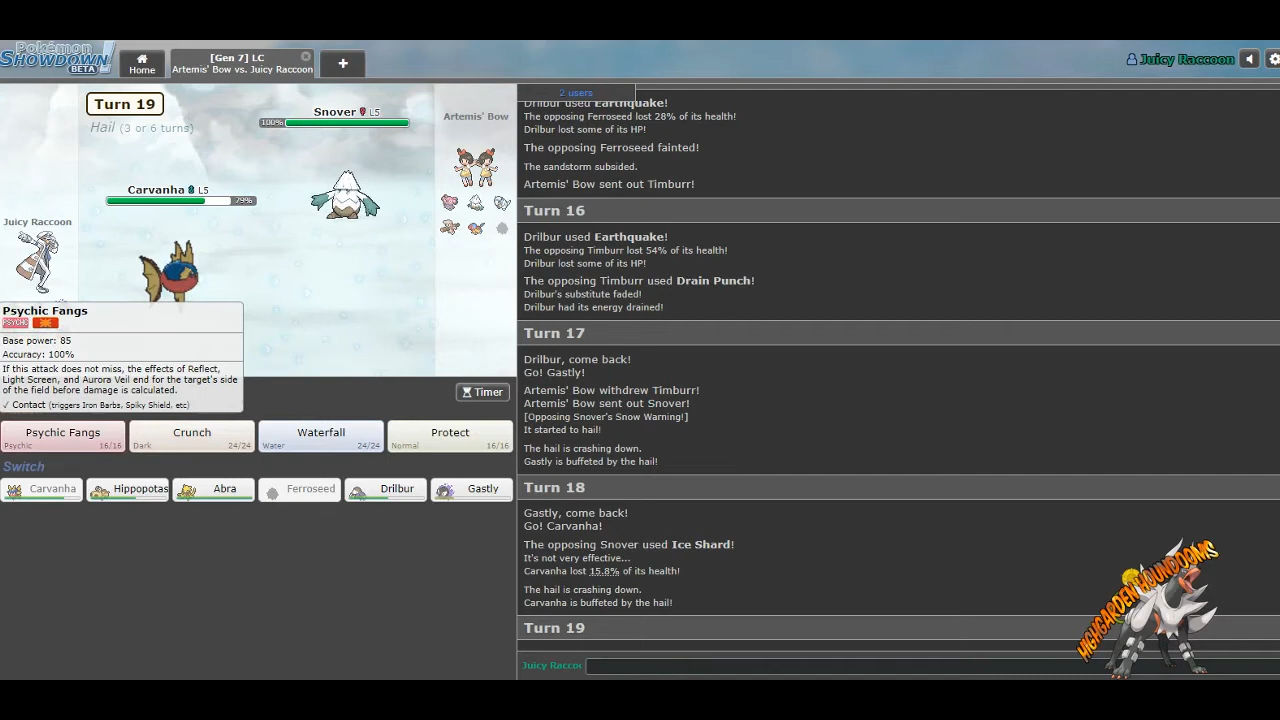 Pokémon
SHOWDOWN
BETA
Home
[Gen 7] LC
Artemis' Bow vs. Juicy Raccoon
+
Juicy Raccoon
Turn 19
Hail (3 or 6 turns)
Snover L5
100%
Artemis' Bow
Carvanha L5
79%
Juicy Raccoon
Psychic Fangs
PSYCHC
Base power: 85
Accuracy: 100%
If this attack does not miss, the effects of Reflect,
Light Screen, and Aurora Veil end for the target's side
of the field before damage is calculated.
✓ Contact (triggers Iron Barbs, Spiky Shield, etc)
Timer
Psychic Fangs
Psychic 16/16
Crunch
Dark 24/24
Waterfall
Water 24/24
Protect
Normal 16/16
Switch
Carvanha
Hippopotas
Abra
Ferroseed
Drilbur
Gastly
2 users
Drilbur used Earthquake!
The opposing Ferroseed lost 28% of its health!
Drilbur lost some of its HP!
The opposing Ferroseed fainted!
The sandstorm subsided.
Artemis' Bow sent out Timburr!
Turn 16
Drilbur used Earthquake!
The opposing Timburr lost 54% of its health!
Drilbur lost some of its HP!
The opposing Timburr used Drain Punch!
Drilbur's substitute faded!
Drilbur had its energy drained!
Turn 17
Drilbur, come back!
Go! Gastly!
Artemis' Bow withdrew Timburr!
Artemis' Bow sent out Snover!
[Opposing Snover's Snow Warning!]
It started to hail!
The hail is crashing down.
Gastly is buffeted by the hail!
Turn 18
Gastly, come back!
Go! Carvanha!
The opposing Snover used Ice Shard!
It's not very effective...
Carvanha lost 15.8% of its health!
The hail is crashing down.
Carvanha is buffeted by the hail!
Turn 19
Juicy Raccoo
HIGHGARDEN HOUNDOOMS